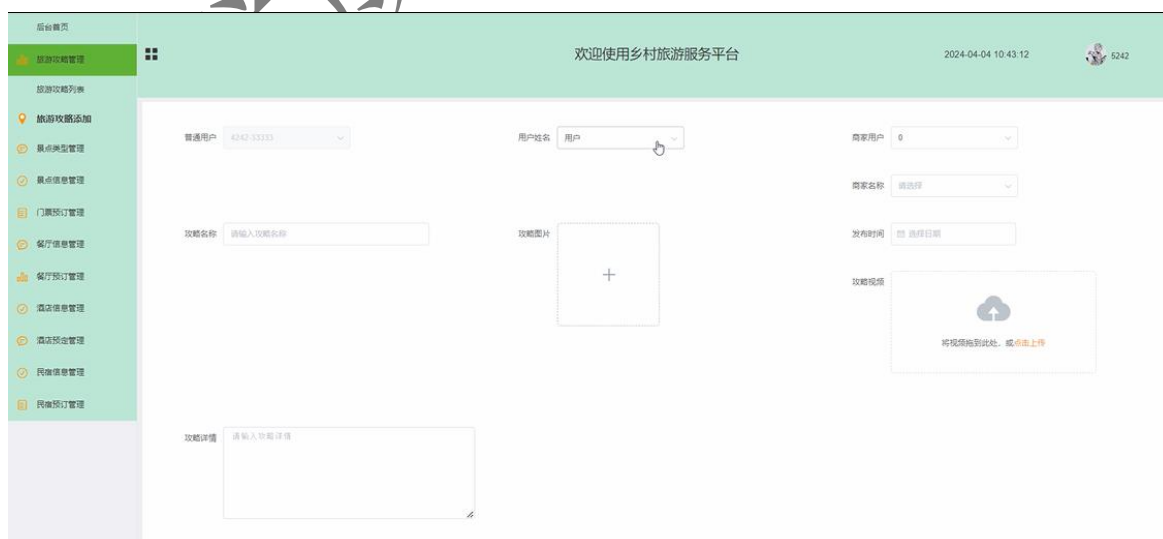 后台首页
旅游攻略管理
旅游攻略列表
旅游攻略添加
景点类型管理
景点信息管理
门票预订管理
餐厅信息管理
餐厅预订管理
酒店信息管理
酒店预定管理
民宿信息管理
民宿预订管理
欢迎使用乡村旅游服务平台
2024-04-04 10:43:12
5242
普通用户 4242-33333
用户姓名 用户
商家用户 0
商家名称 请选择
攻略名称 请输入攻略名称
攻略图片
发布时间 选择日期
攻略视频
将视频拖到此处，或点击上传
攻略详情 请输入攻略详情